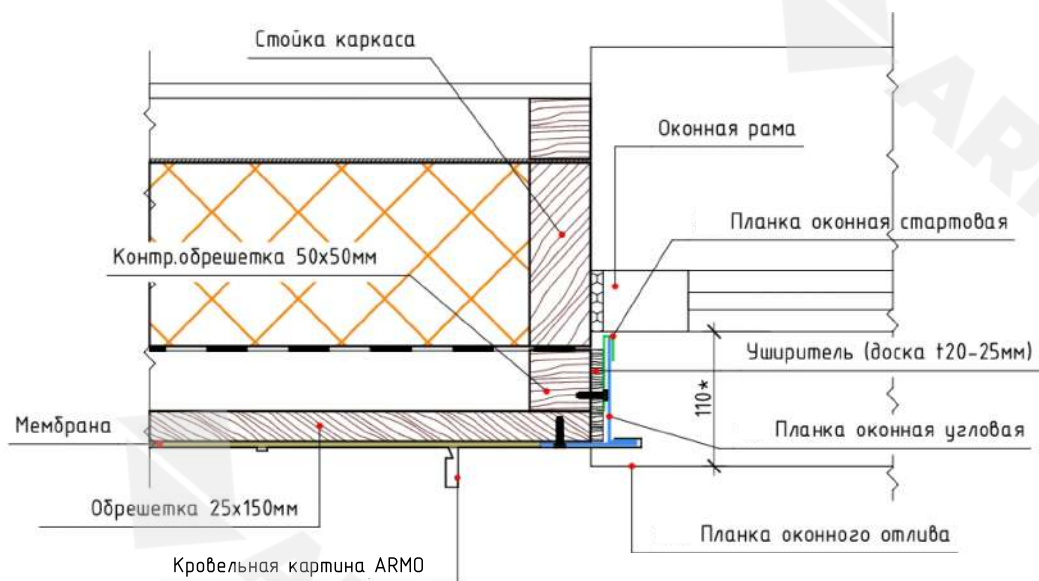 Стойка каркаса
Оконная рама
Планка оконная стартовая
Контр.обрешетка 50х50мм
Уширитель (доска t20-25мм)
110*
Мембрана
Планка оконная угловая
Обрешетка 25х150мм
Планка оконного отлива
Кровельная картина ARMO